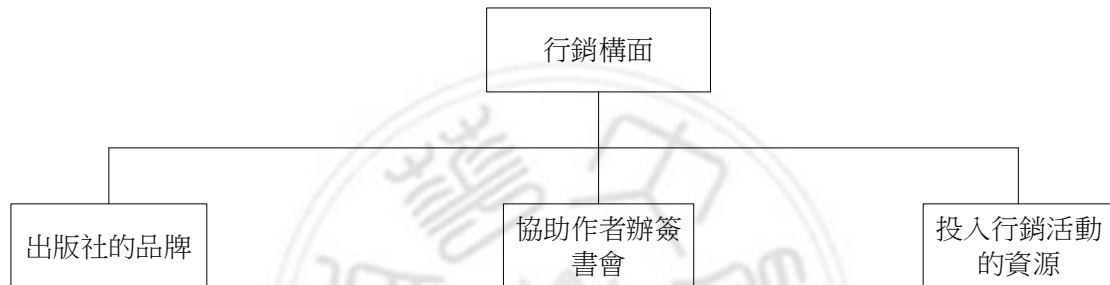 行銷構面
出版社的品牌
協助作者辦簽
書會
投入行銷活動
的資源